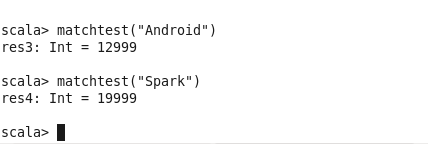 scala> matchtest("Android")
res3: Int = 12999
scala> matchtest("Spark")
res4: Int = 19999
scala>